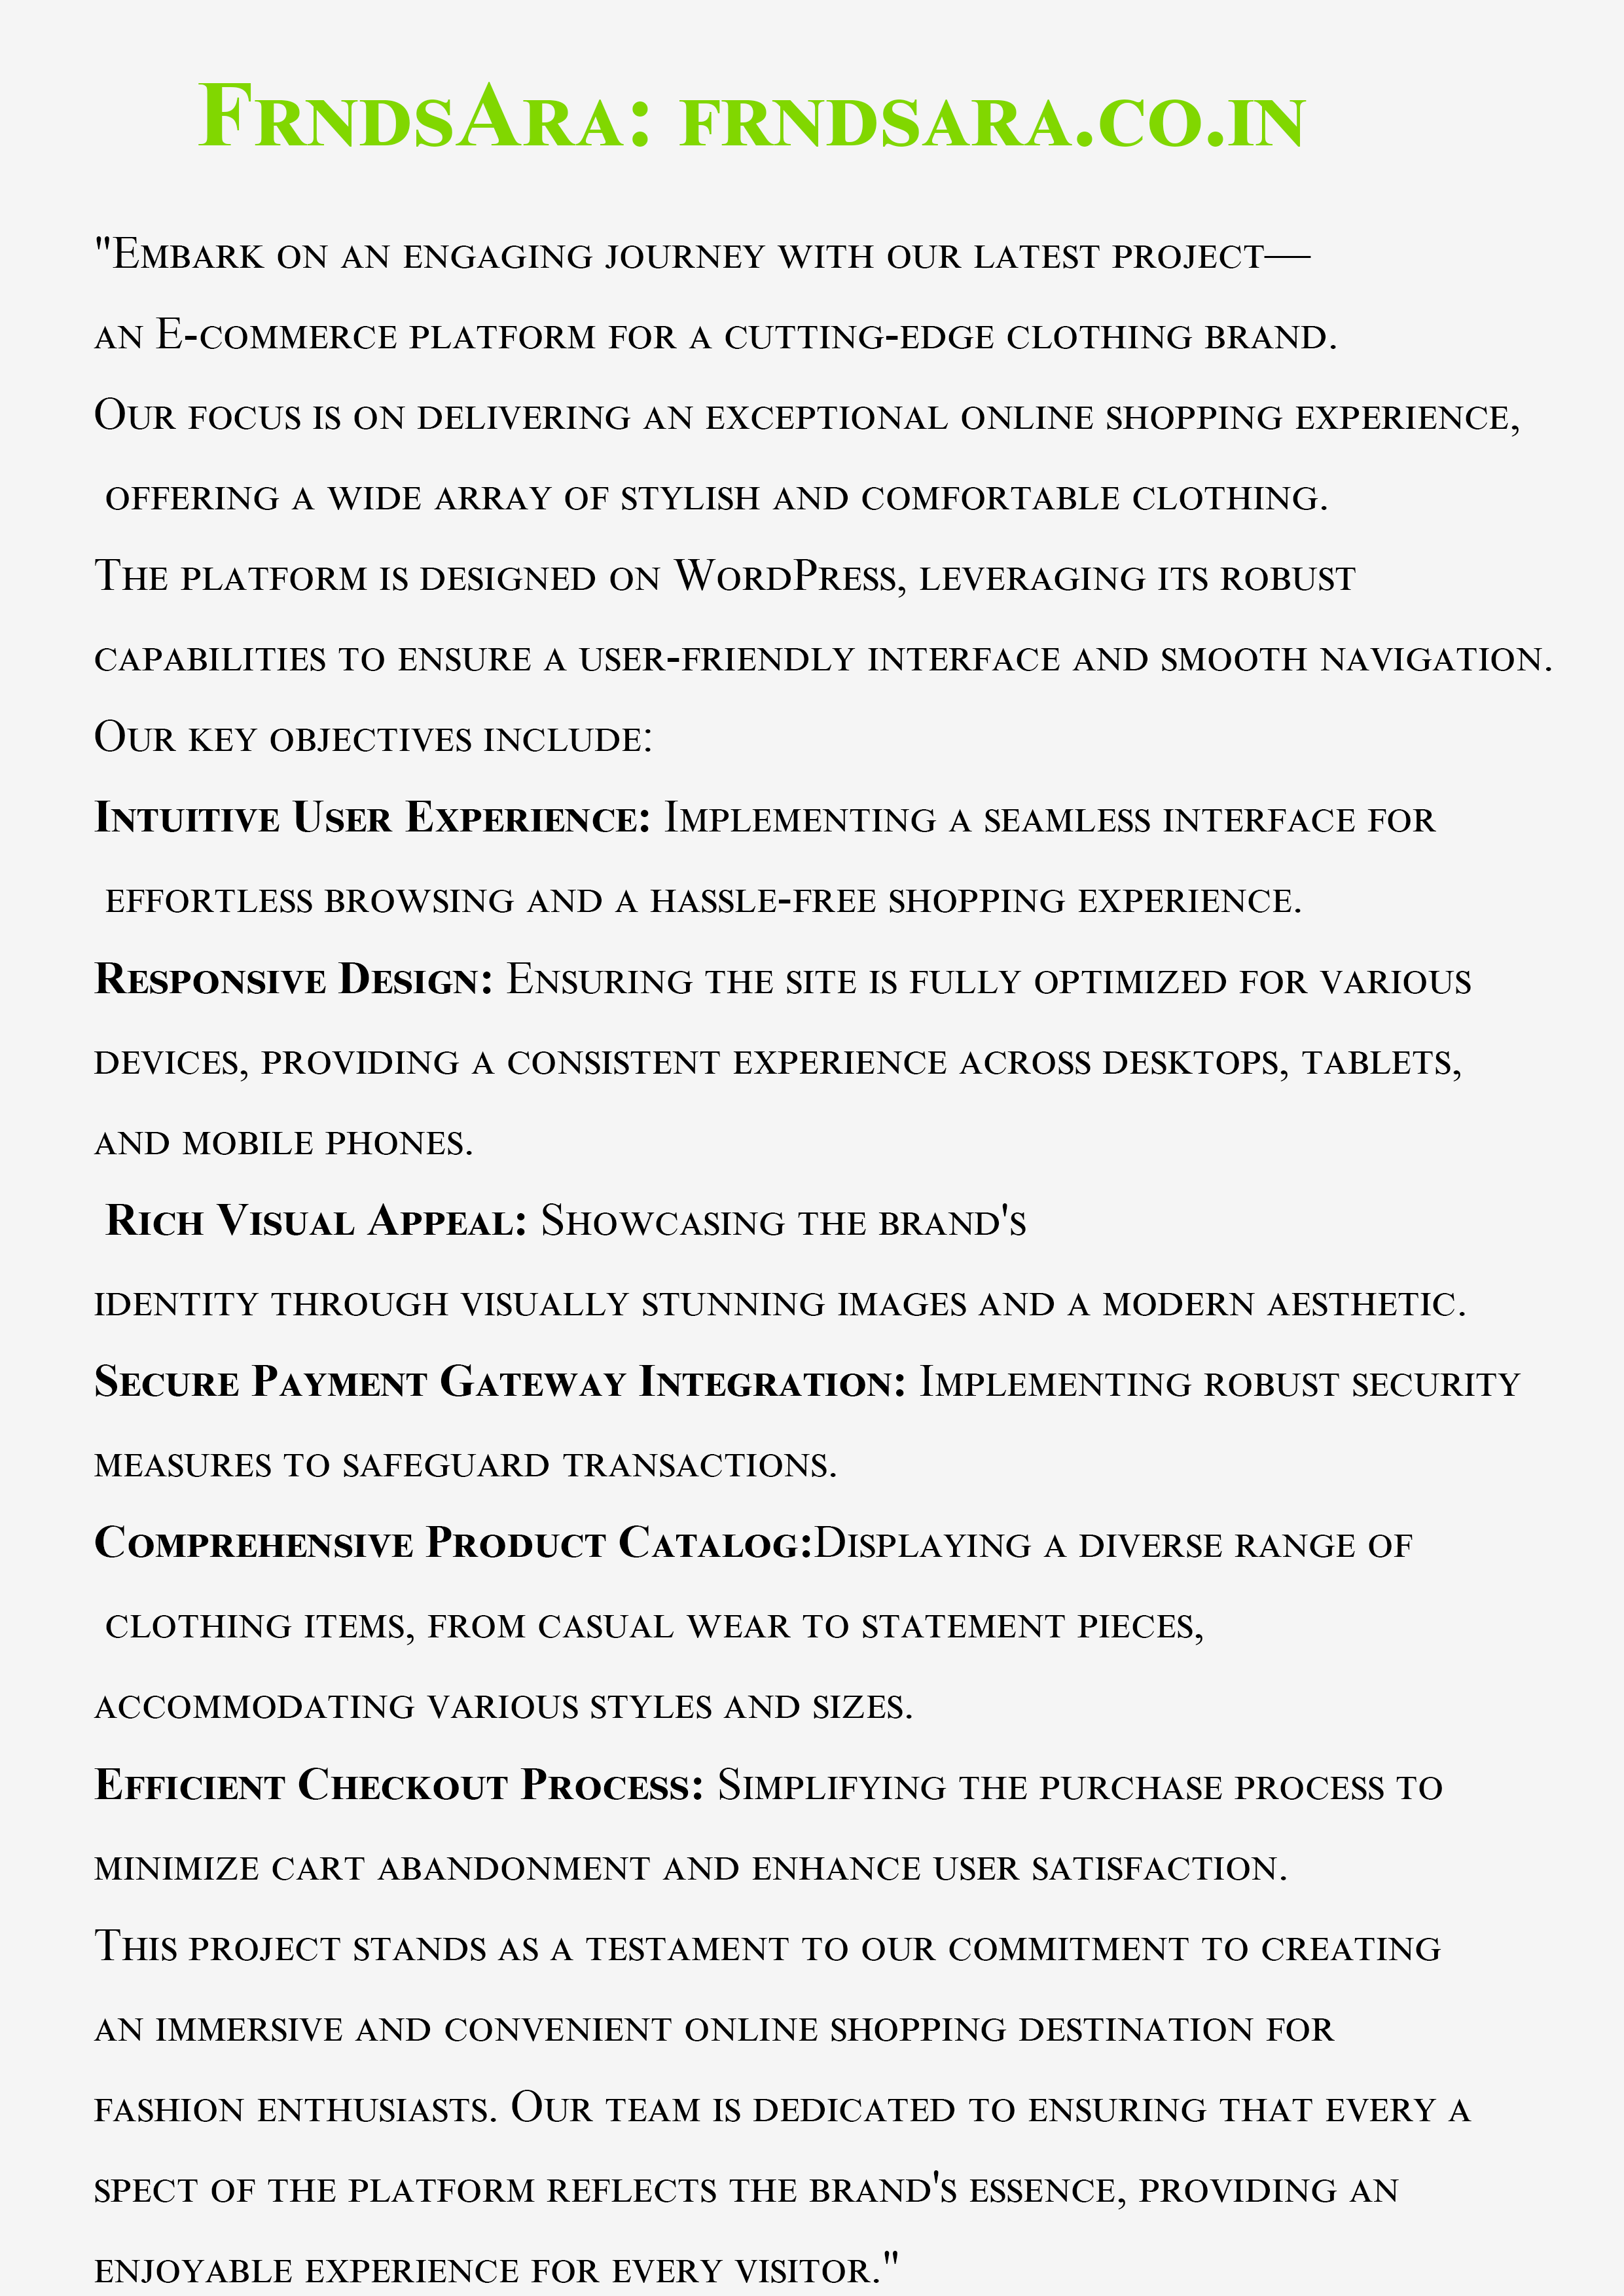 FrndsAra: frndsara.co.in
"Embark on an engaging journey with our latest project—
an E-commerce platform for a cutting-edge clothing brand.
Our focus is on delivering an exceptional online shopping experience,
offering a wide array of stylish and comfortable clothing.
The platform is designed on WordPress, leveraging its robust
capabilities to ensure a user-friendly interface and smooth navigation.
Our key objectives include:
Intuitive User Experience: Implementing a seamless interface for
effortless browsing and a hassle-free shopping experience.
Responsive Design: Ensuring the site is fully optimized for various
devices, providing a consistent experience across desktops, tablets,
and mobile phones.
Rich Visual Appeal: Showcasing the brand's
identity through visually stunning images and a modern aesthetic.
Secure Payment Gateway Integration: Implementing robust security
measures to safeguard transactions.
Comprehensive Product Catalog:Displaying a diverse range of
clothing items, from casual wear to statement pieces,
accommodating various styles and sizes.
Efficient Checkout Process: Simplifying the purchase process to
minimize cart abandonment and enhance user satisfaction.
This project stands as a testament to our commitment to creating
an immersive and convenient online shopping destination for
fashion enthusiasts. Our team is dedicated to ensuring that every a
spect of the platform reflects the brand's essence, providing an
enjoyable experience for every visitor."